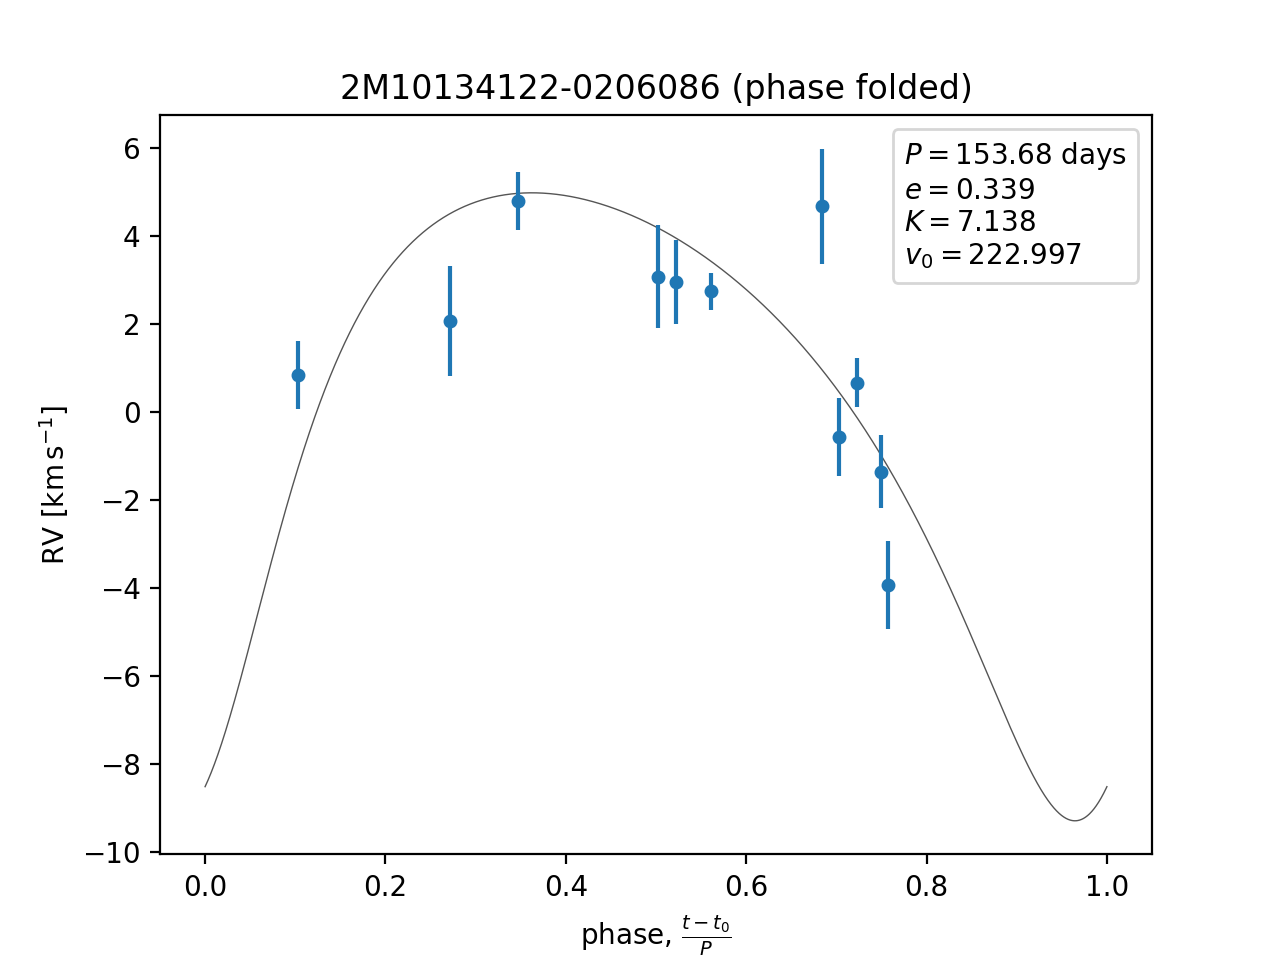 2M10134122-0206086 (phase folded)
P = 153.68 days
e = 0.339
K = 7.138
v₀ = 222.997
6
4
2
0
−2
−4
−6
−8
−10
RV [km s⁻¹]
0.0 0.2 0.4 0.6 0.8 1.0
phase, (t − t₀)/P